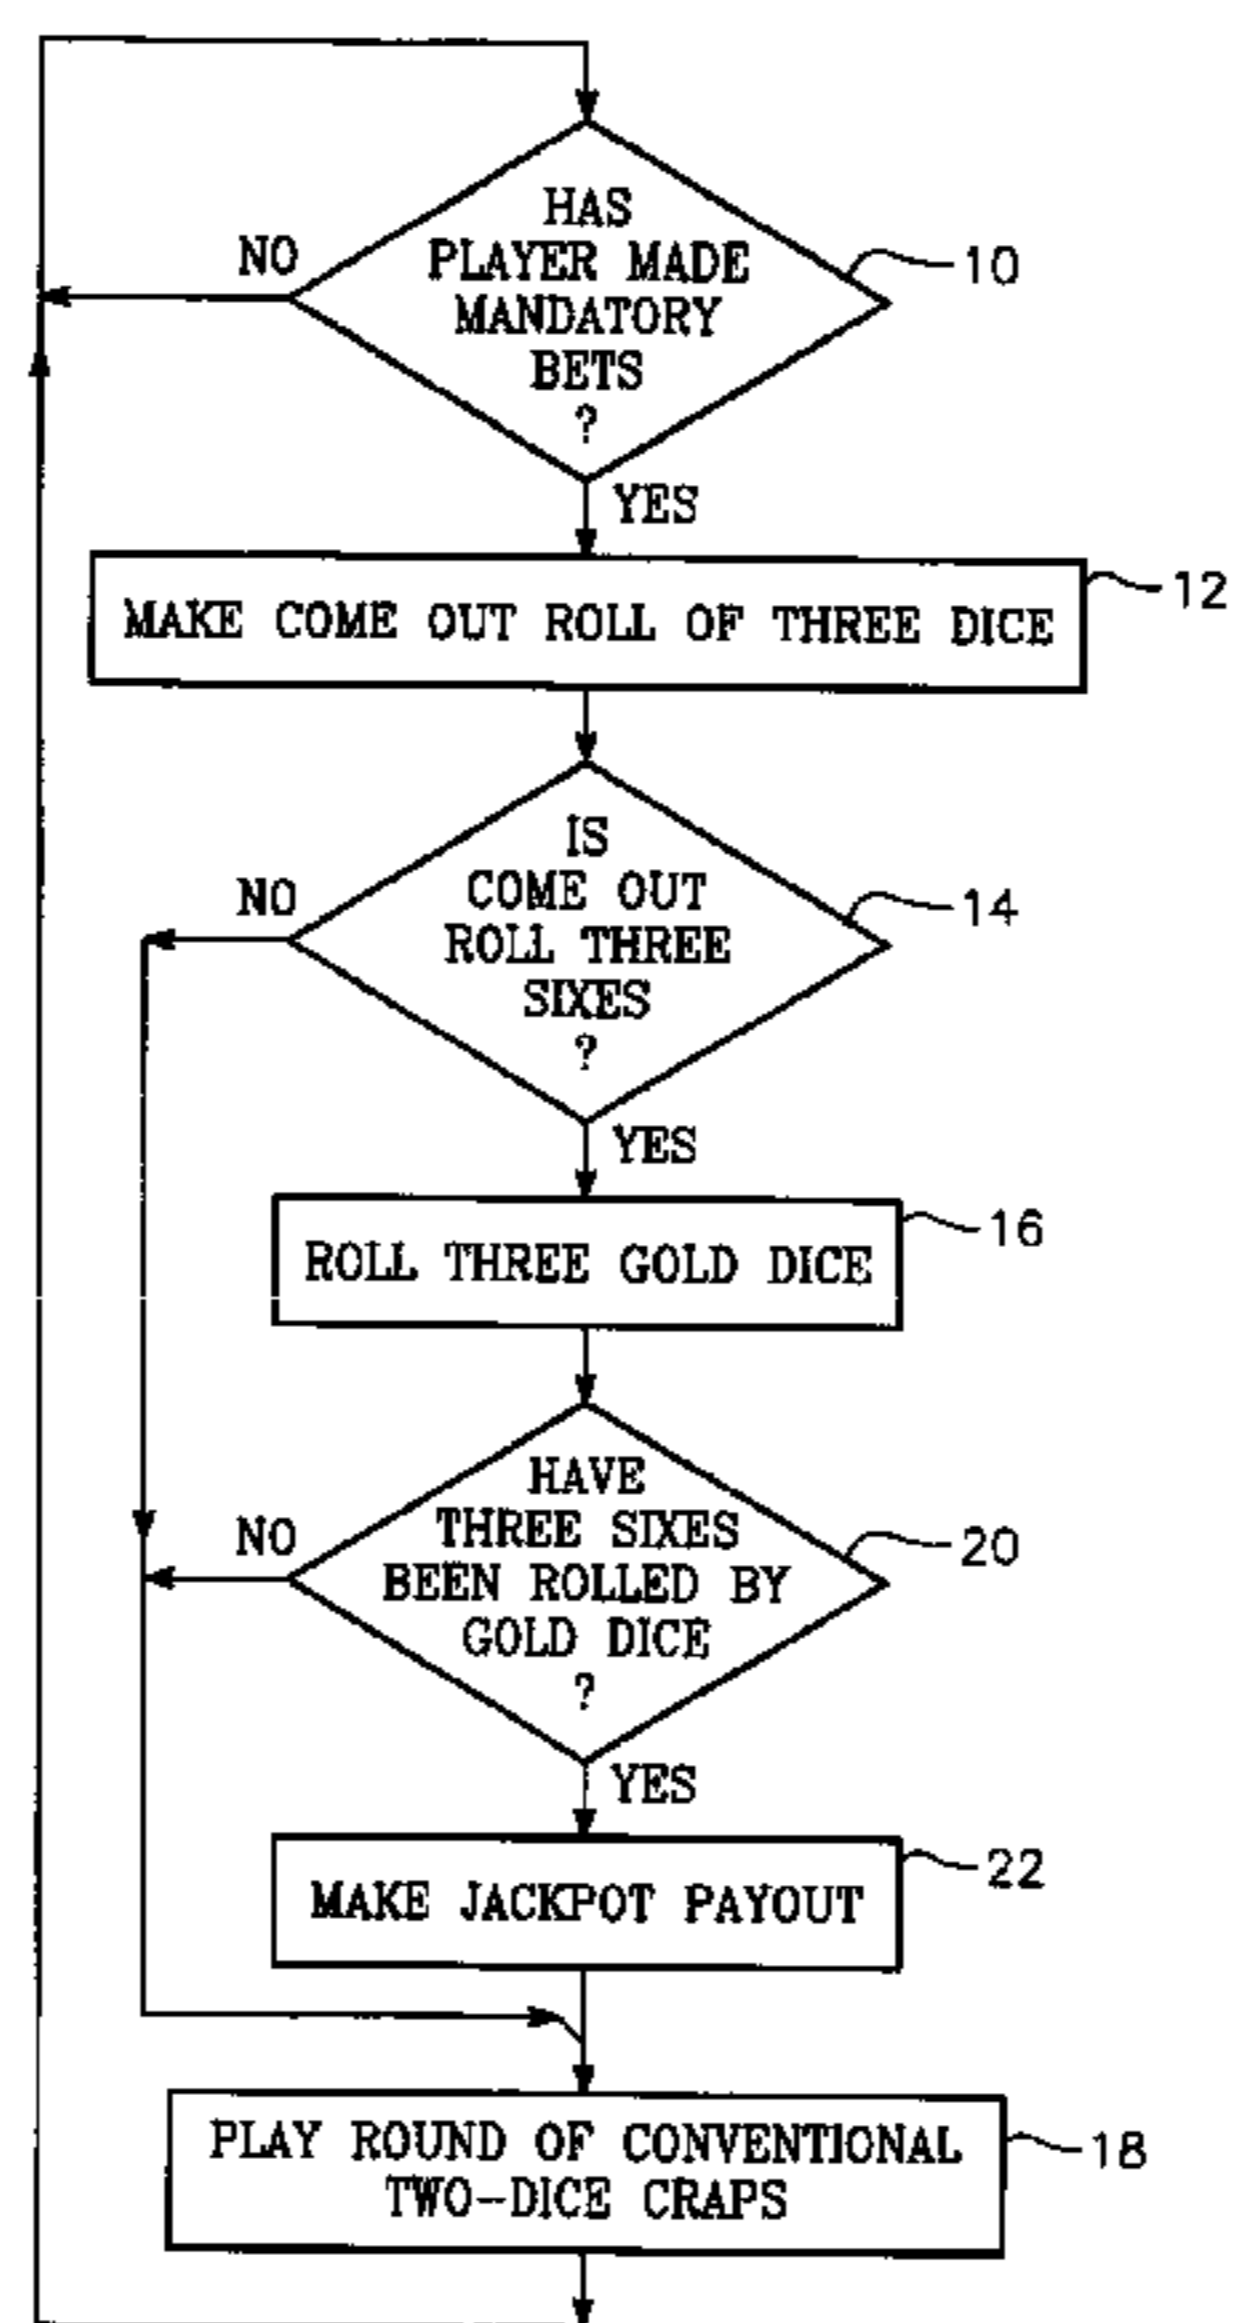 HAS
NO
PLAYER MADE
10
MANDATORY
BETS
?
YES
MAKE COME OUT ROLL OF THREE DICE
12
IS
NO
COME OUT
14
ROLL THREE
SIXES
?
YES
ROLL THREE GOLD DICE
16
HAVE
NO
THREE SIXES
20
BEEN ROLLED BY
GOLD DICE
?
YES
MAKE JACKPOT PAYOUT
22
PLAY ROUND OF CONVENTIONAL
TWO-DICE CRAPS
18